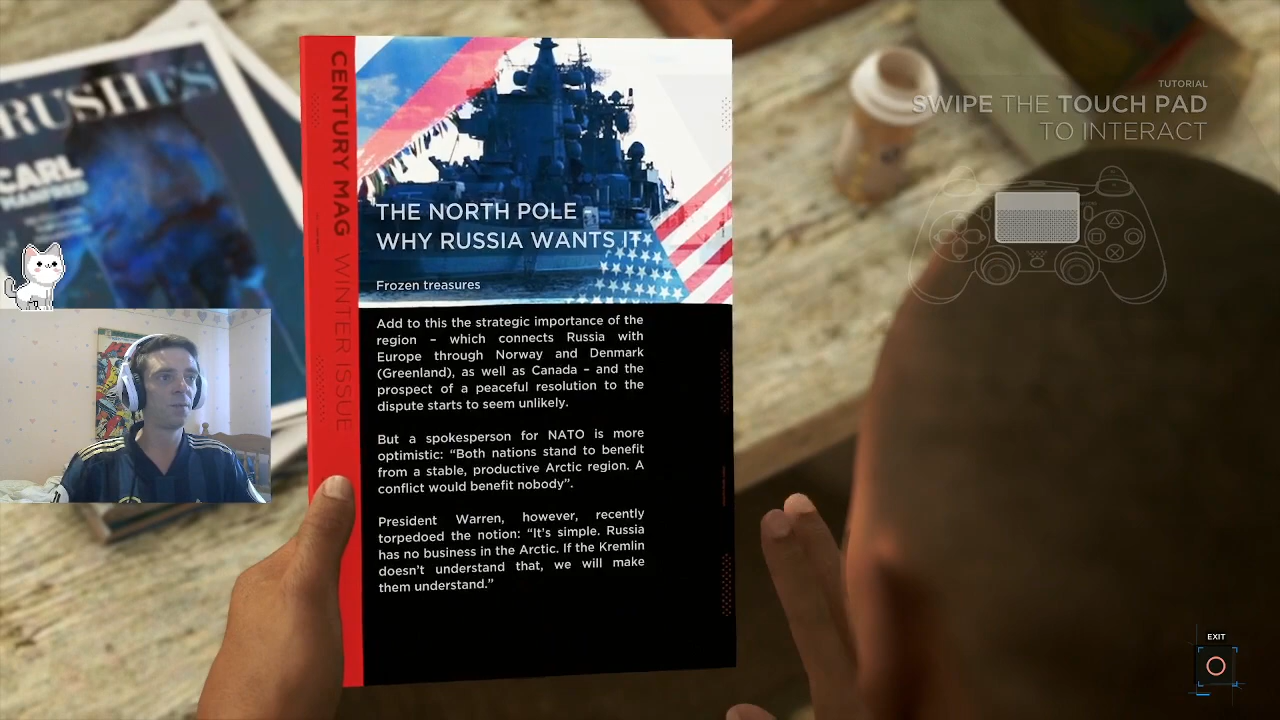 RUSHES
CARL
MANFRED
CENTURY MAG WINTER ISSUE
THE NORTH POLE -
WHY RUSSIA WANTS IT
Frozen treasures
Add to this the strategic importance of the
region – which connects Russia with
Europe through Norway and Denmark
(Greenland), as well as Canada – and the
prospect of a peaceful resolution to the
dispute starts to seem unlikely.
But a spokesperson for NATO is more
optimistic: “Both nations stand to benefit
from a stable, productive Arctic region. A
conflict would benefit nobody”.
President Warren, however, recently
torpedoed the notion: “It’s simple. Russia
has no business in the Arctic. If the Kremlin
doesn’t understand that, we will make
them understand.”
TUTORIAL
SWIPE THE TOUCH PAD
TO INTERACT
EXIT